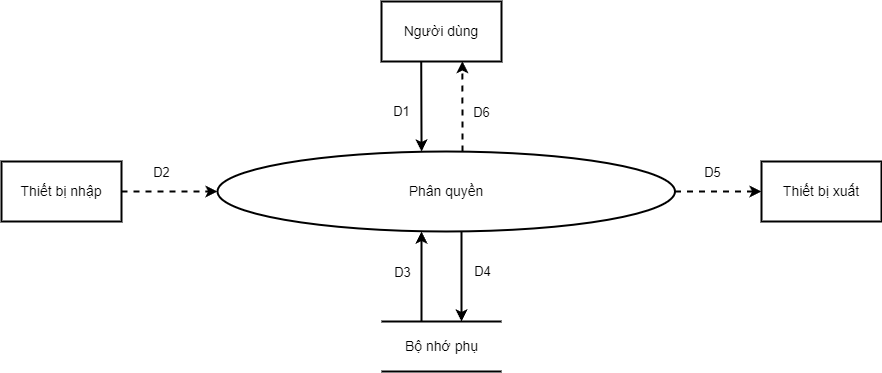 Người dùng
D1
D6
D2
D5
Thiết bị nhập
Phân quyền
Thiết bị xuất
D3
D4
Bộ nhớ phụ